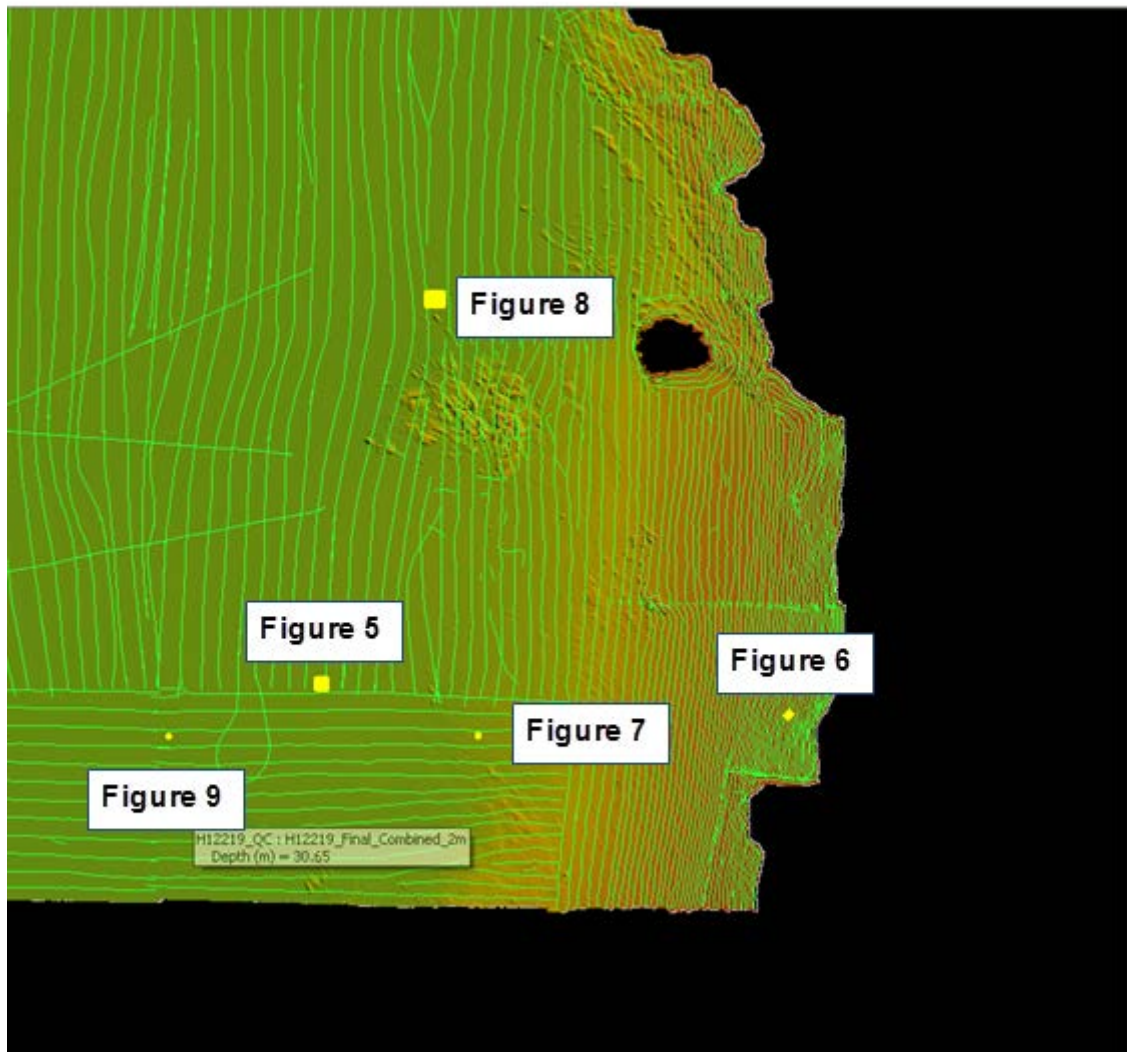 Figure 8
Figure 5
Figure 6
Figure 7
Figure 9
H12219_QC : H12219_Final_Combined_2m
Depth (m) = 30.65